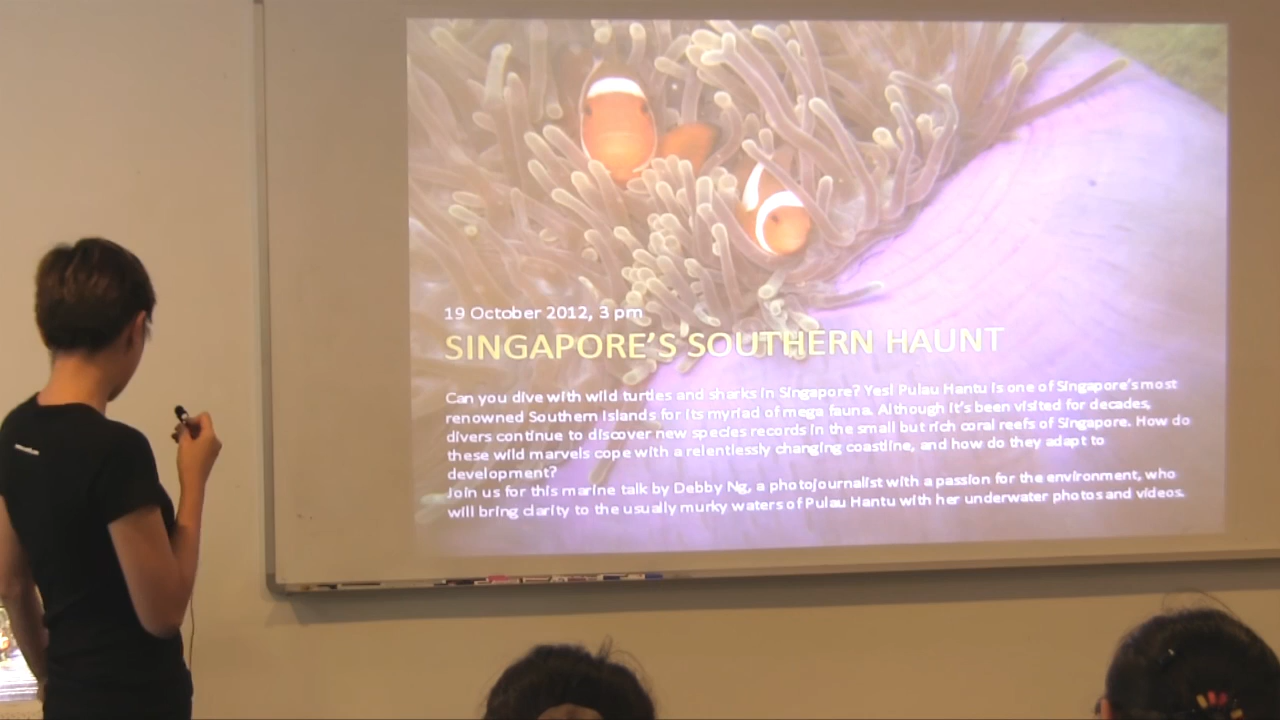 19 October 2012, 3 pm
SINGAPORE'S SOUTHERN HAUNT
Can you dive with wild turtles and sharks in Singapore? Yes! Pulau Hantu is one of Singapore's most
renowned Southern Islands for its myriad of mega fauna. Although it's been visited for decades,
divers continue to discover new species records in the small but rich coral reefs of Singapore. How do
these wild marvels cope with a relentlessly changing coastline, and how do they adapt to
development?
Join us for this marine talk by Debby Ng, a photojournalist with a passion for the environment, who
will bring clarity to the usually murky waters of Pulau Hantu with her underwater photos and videos.